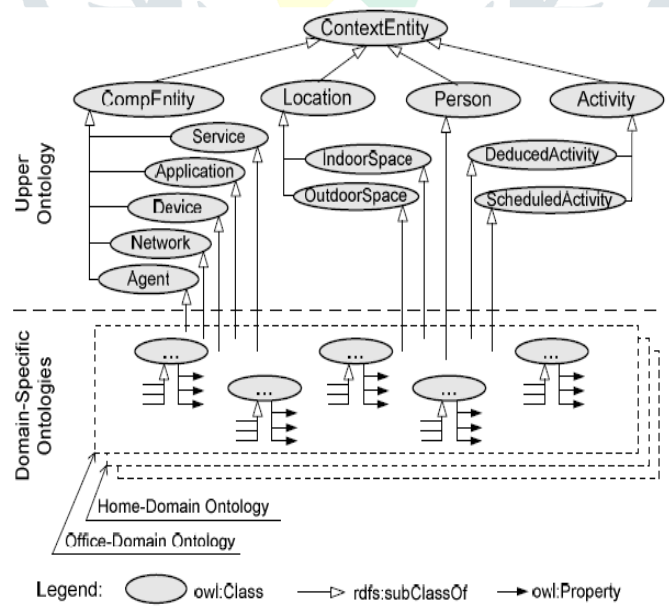 ContextEntity
CompEntity
Location
Person
Activity
Service
Application
Device
Network
Agent
IndoorSpace
OutdoorSpace
DeducedActivity
ScheduledActivity
Upper
Ontology
Domain-Specific
Ontologies
...
...
...
...
...
Home-Domain Ontology
Office-Domain Ontology
Legend: owl:Class rdfs:subClassOf owl:Property